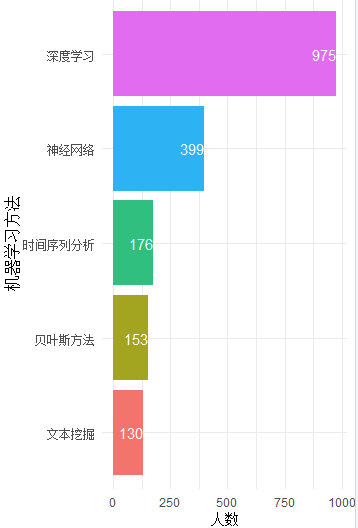 机器学习方法
深度学习
975
神经网络
399
时间序列分析
176
贝叶斯方法
153
文本挖掘
130
0 250 500 750 1000
人数